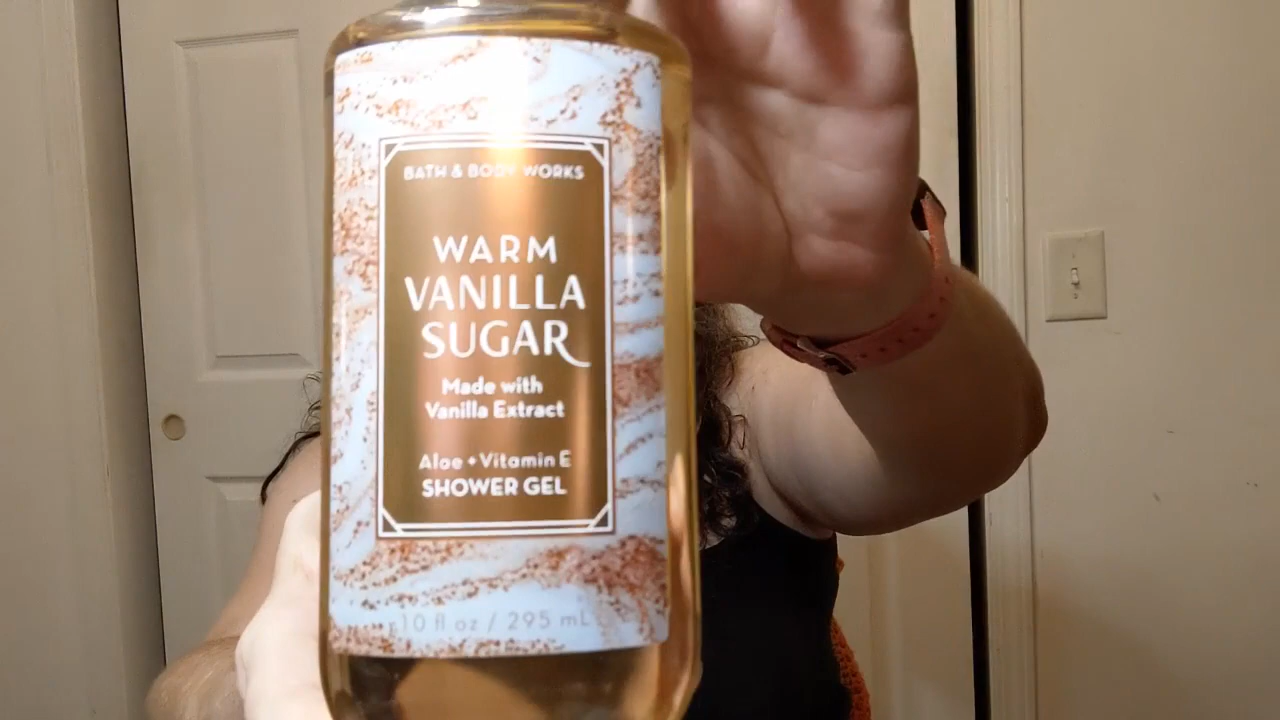 BATH & BODY WORKS
WARM
VANILLA
SUGAR
Made with
Vanilla Extract
Aloe + Vitamin E
SHOWER GEL
10 fl oz / 295 mL